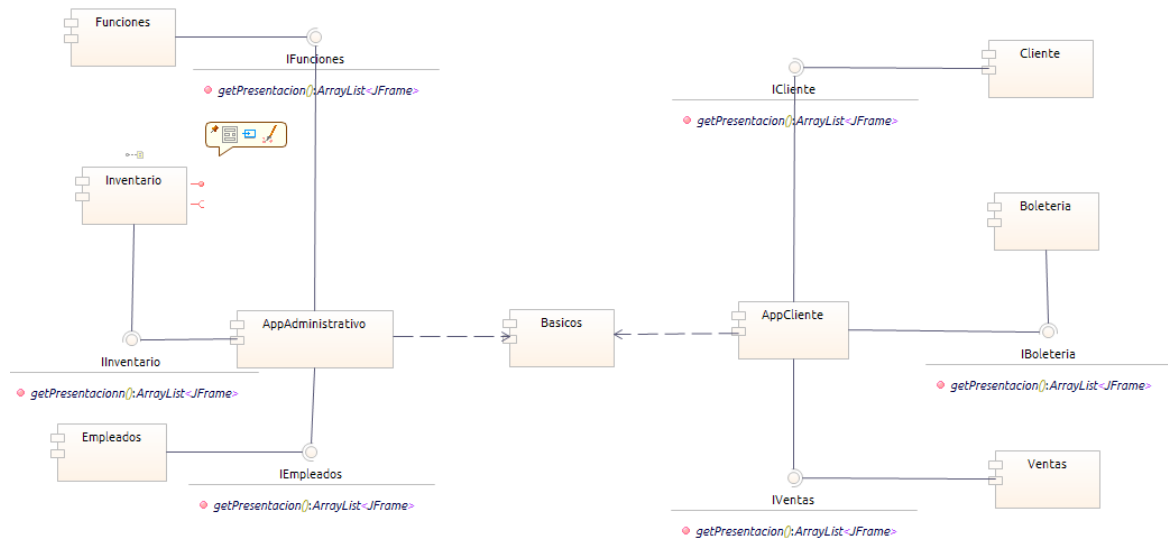 Funciones
IFunciones
getPresentacion():ArrayList<JFrame>
Inventario
IInventario
getPresentacionn():ArrayList<JFrame>
AppAdministrativo
Empleados
IEmpleados
getPresentacion():ArrayList<JFrame>
Basicos
Cliente
ICliente
getPresentacion():ArrayList<JFrame>
Boleteria
AppCliente
IBoleteria
getPresentacion():ArrayList<JFrame>
Ventas
IVentas
getPresentacion():ArrayList<JFrame>